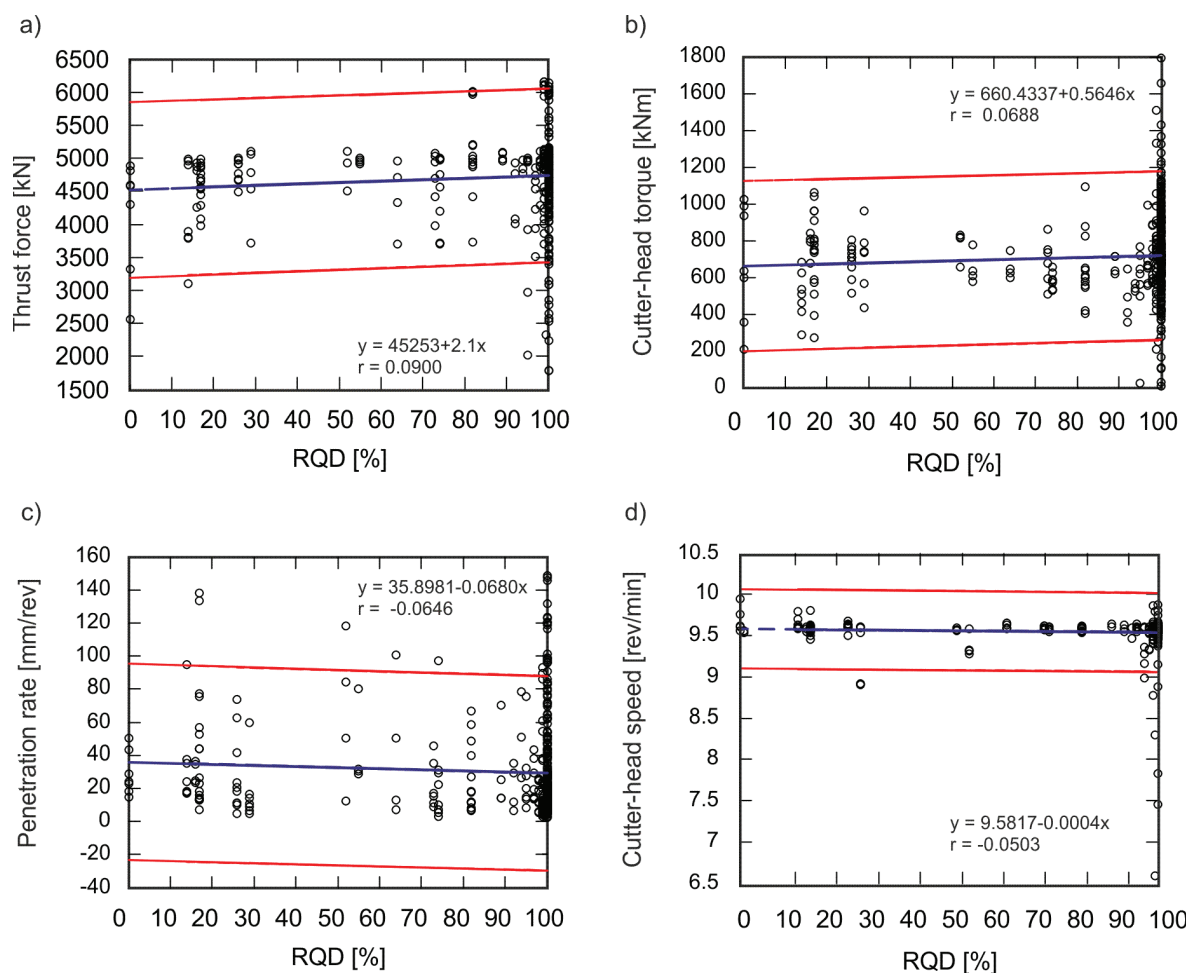 a)
Thrust force [kN]
6500
6000
5500
5000
4500
4000
3500
3000
2500
2000
1500
y = 45253+2.1x
r = 0.0900
0 10 20 30 40 50 60 70 80 90 100
RQD [%]
b)
Cutter-head torque [kNm]
1800
1600
1400
1200
1000
800
600
400
200
0
y = 660.4337+0.5646x
r = 0.0688
0 10 20 30 40 50 60 70 80 90 100
RQD [%]
c)
Penetration rate [mm/rev]
160
140
120
100
80
60
40
20
0
-20
-40
y = 35.8981-0.0680x
r = -0.0646
0 10 20 30 40 50 60 70 80 90 100
RQD [%]
d)
Cutter-head speed [rev/min]
10.5
10
9.5
9
8.5
8
7.5
7
6.5
y = 9.5817-0.0004x
r = -0.0503
0 10 20 30 40 50 60 70 80 90 100
RQD [%]